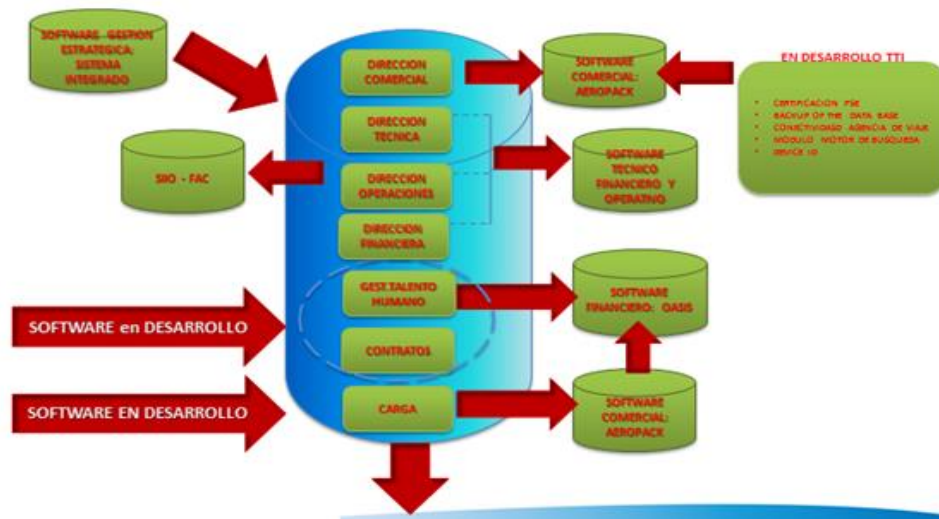 SOFTWARE GESTION
ESTRATEGICA:
SISTEMA
INTEGRADO
DIRECCION
COMERCIAL
SOFTWARE
COMERCIAL:
AEROPACK
EN DESARROLLO TTI
• CERTIFICACION PSE
• BACKUP OF THE DATA BASE
• CONECTIVIDAD AGENCIA DE VIAJE
• MODULO MOTOR DE BUSQUEDA
• DEVICE ID
DIRECCION
TECNICA
SIIO - FAC
DIRECCION
OPERACIONES
SOFTWARE
TECNICO
FINANCIERO Y
OPERATIVO
DIRECCION
FINANCIERA
GEST.TALENTO
HUMANO
SOFTWARE
FINANCIERO: OASIS
SOFTWARE en DESARROLLO
CONTRATOS
SOFTWARE EN DESARROLLO
CARGA
SOFTWARE
COMERCIAL:
AEROPACK